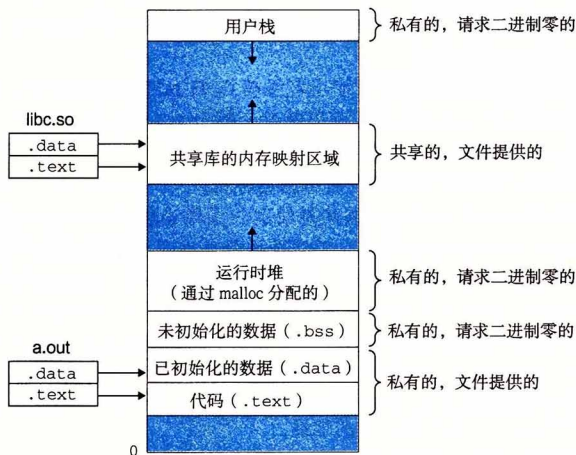 用户栈
私有的，请求二进制零的
libc.so
.data
.text
共享库的内存映射区域
共享的，文件提供的
运行时堆
（通过 malloc 分配的）
私有的，请求二进制零的
未初始化的数据（.bss）
私有的，请求二进制零的
a.out
.data
.text
已初始化的数据（.data）
代码（.text）
私有的，文件提供的
0